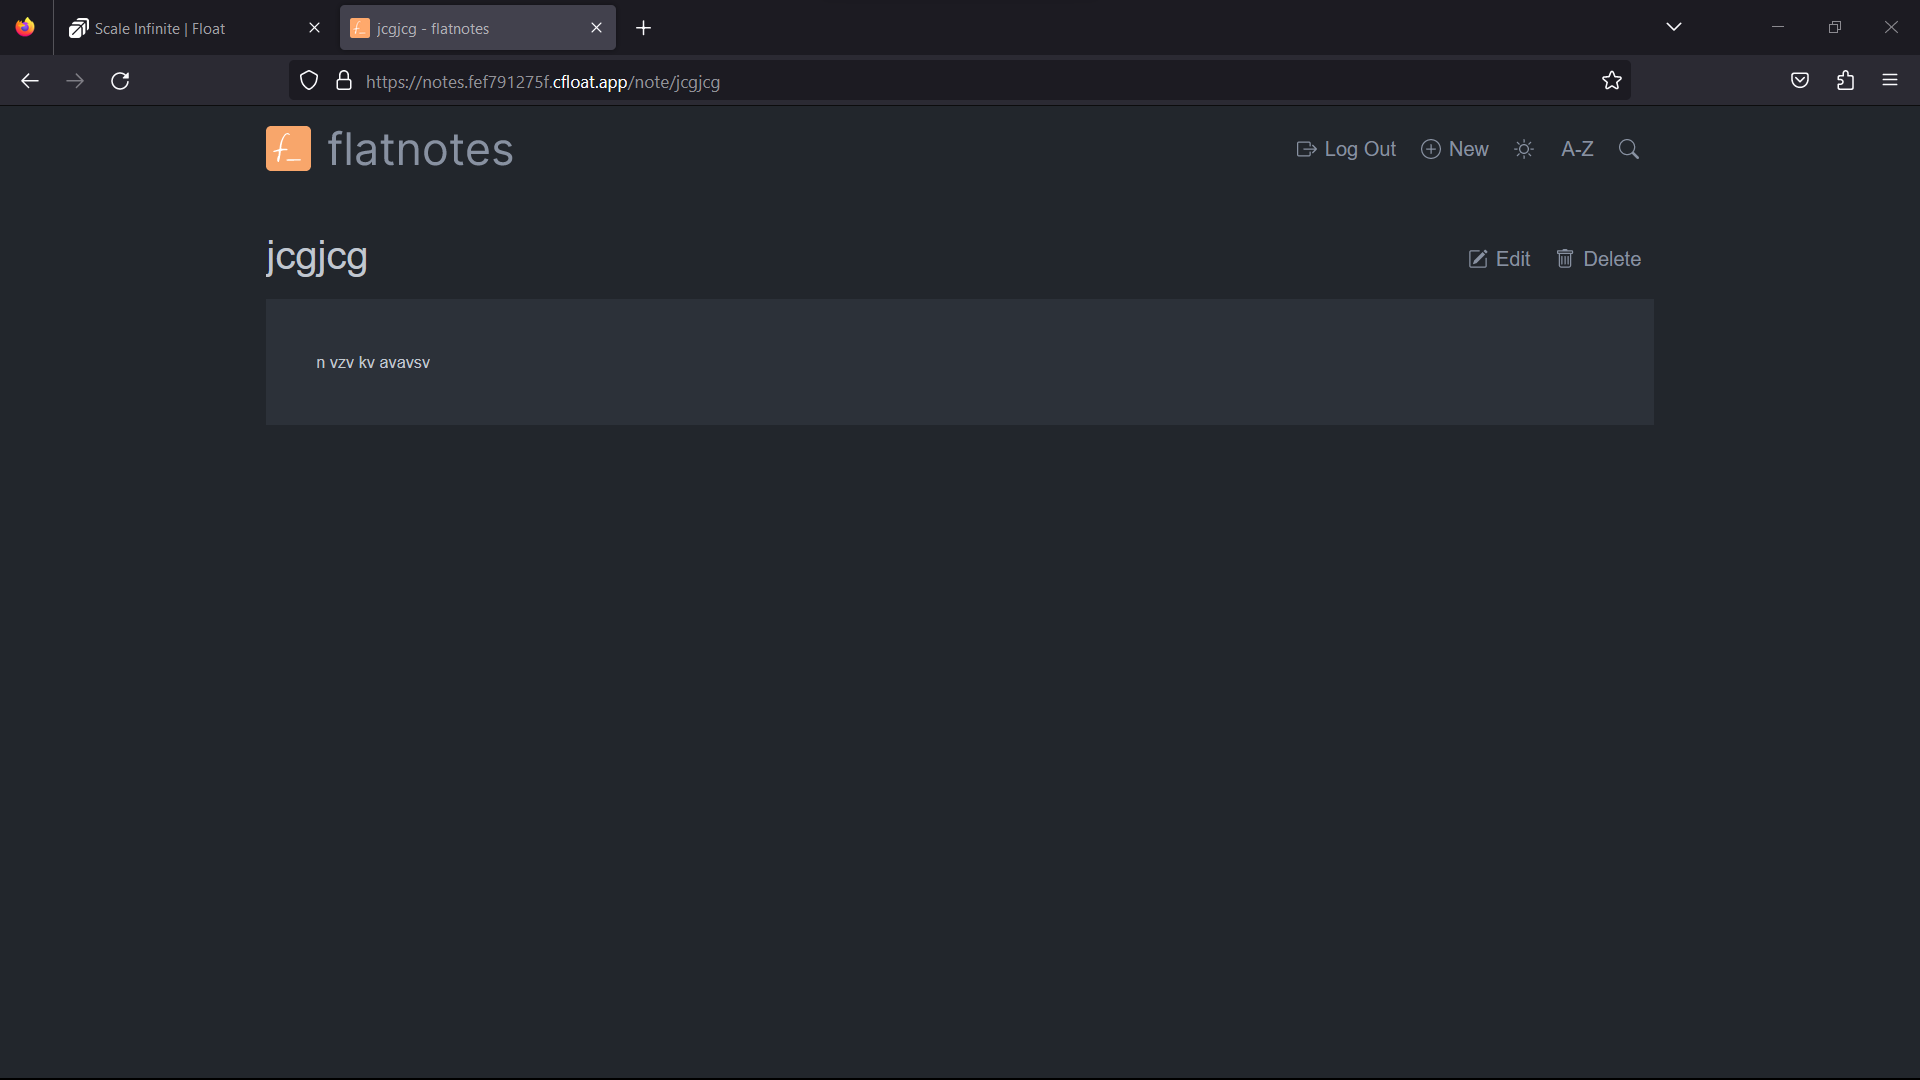 Scale Infinite | Float
jcgjcg - flatnotes
https://notes.fef791275f.cfloat.app/note/jcgjcg
f_ flatnotes
Log Out New A-Z
jcgjcg
Edit Delete
n vzv kv avavsv